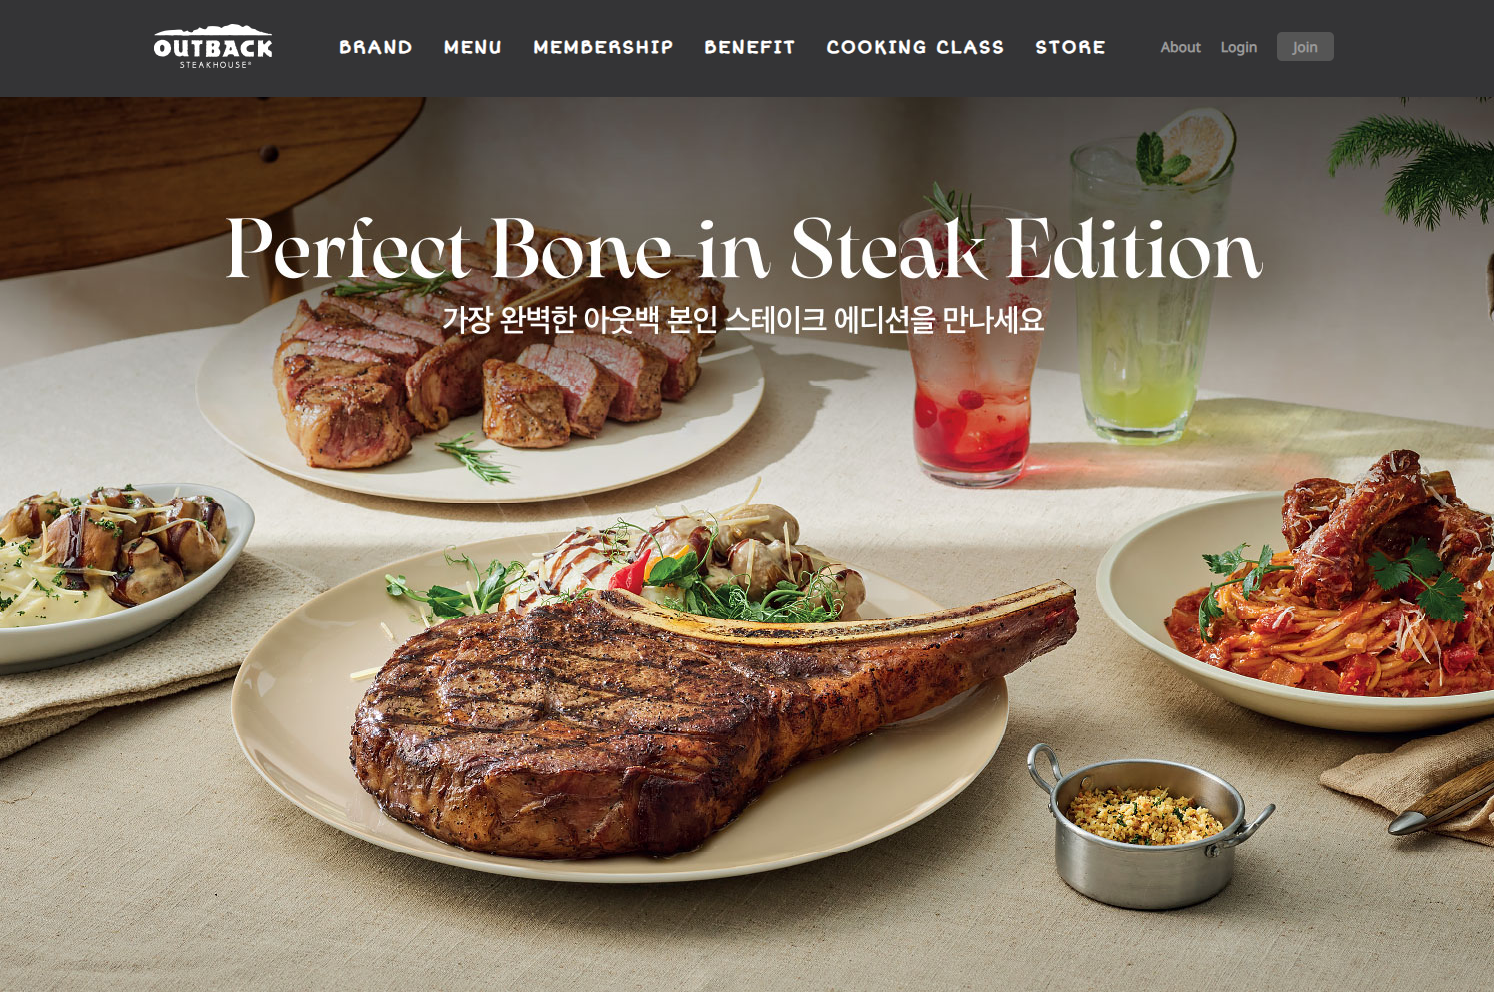 OUTBACK
STEAKHOUSE®
BRAND MENU MEMBERSHIP BENEFIT COOKING CLASS STORE About Login Join
Perfect Bone-in Steak Edition
가장 완벽한 아웃백 본인 스테이크 에디션을 만나세요